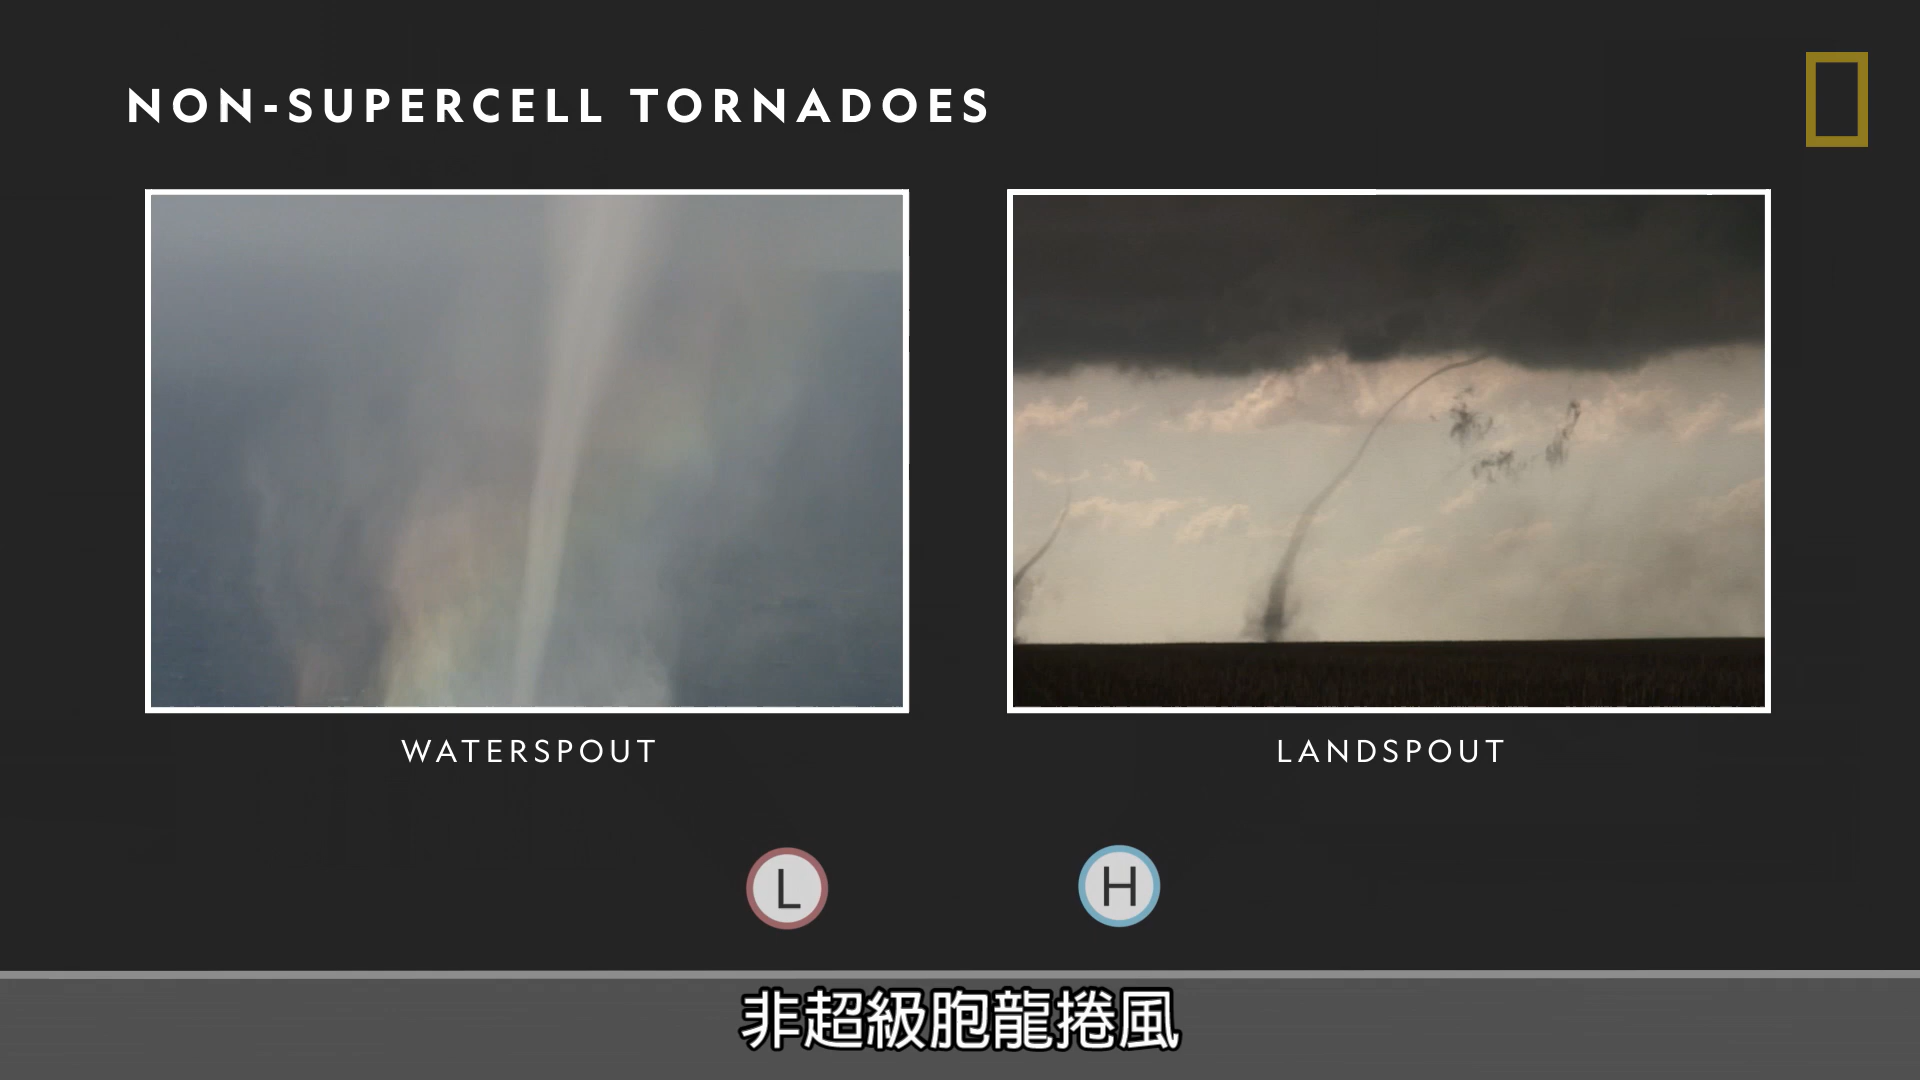 NON-SUPERCELL TORNADOES
WATERSPOUT
LANDSPOUT
L
H
非超級胞龍捲風